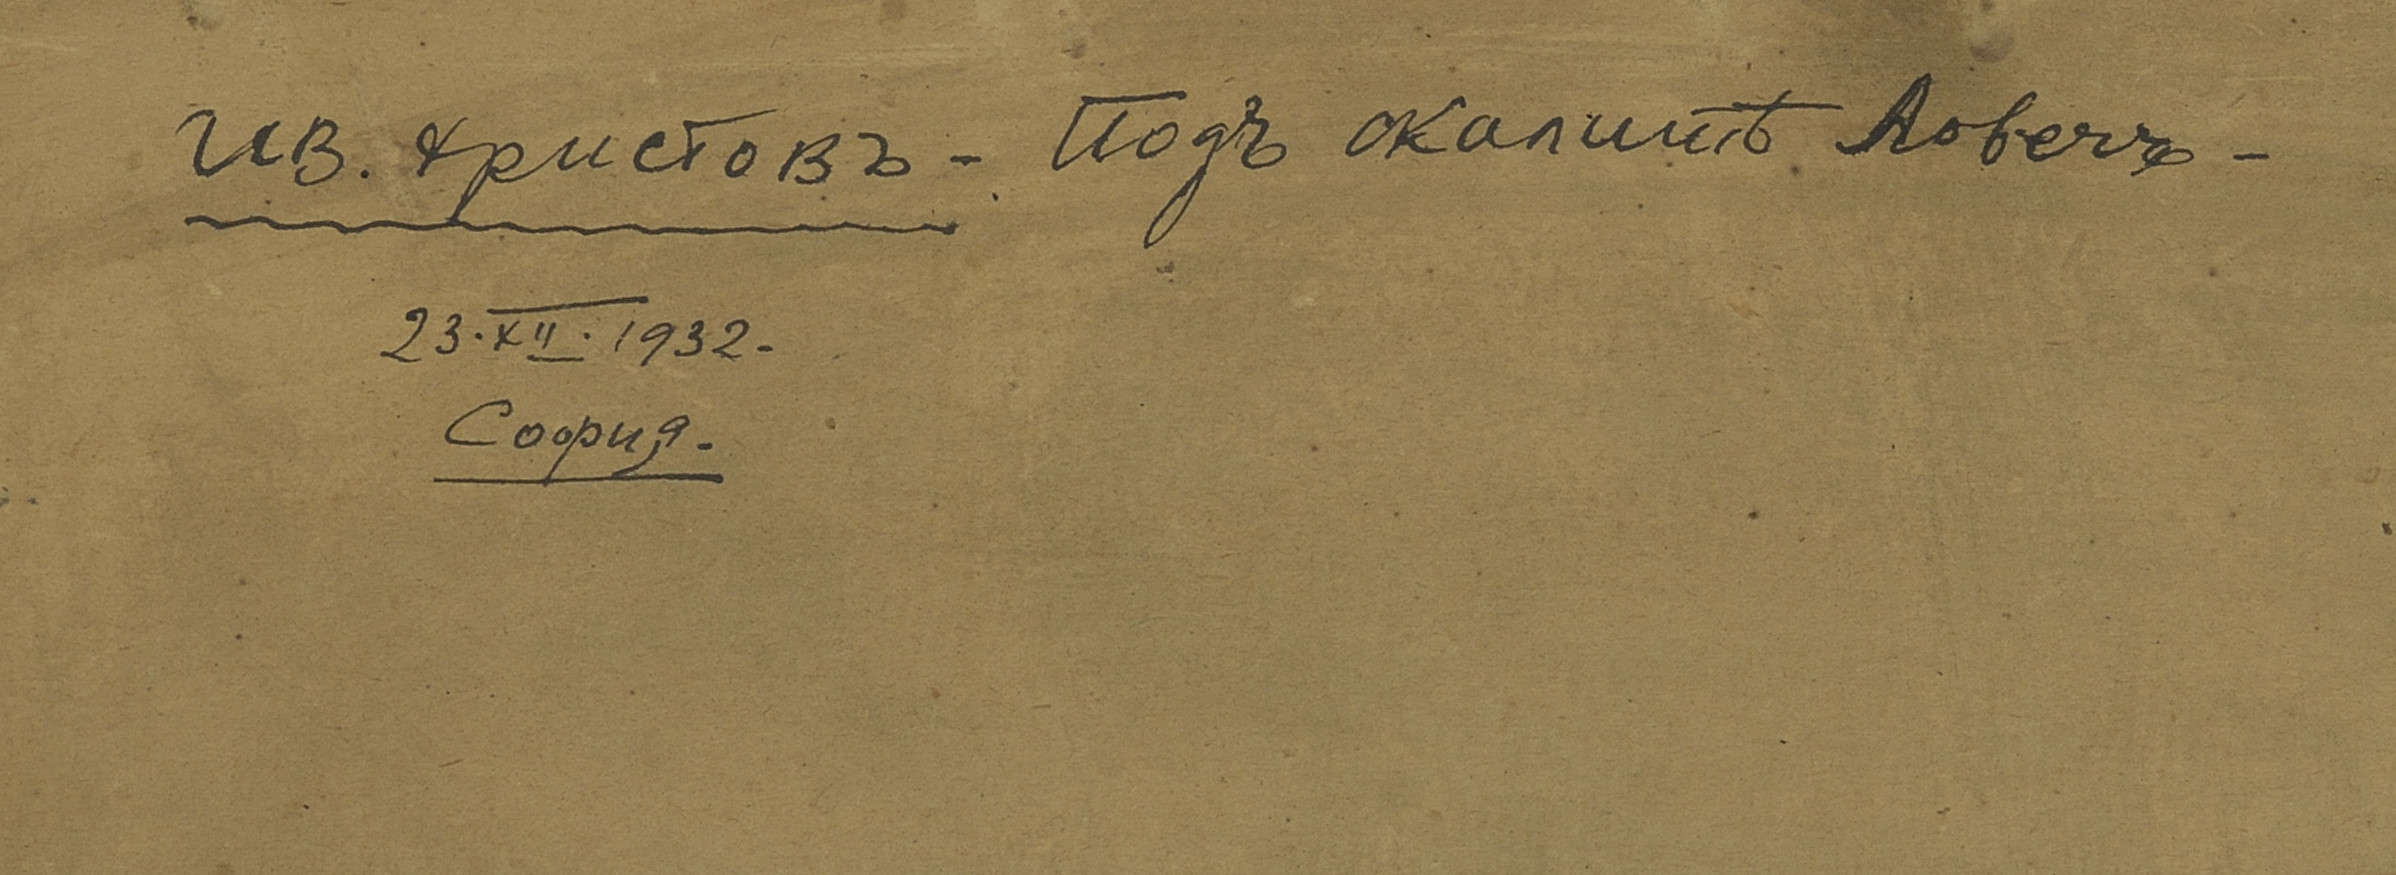 Ив. Христовъ - Подъ скалитѣ Ловечъ -
23.XII.1932.
София.